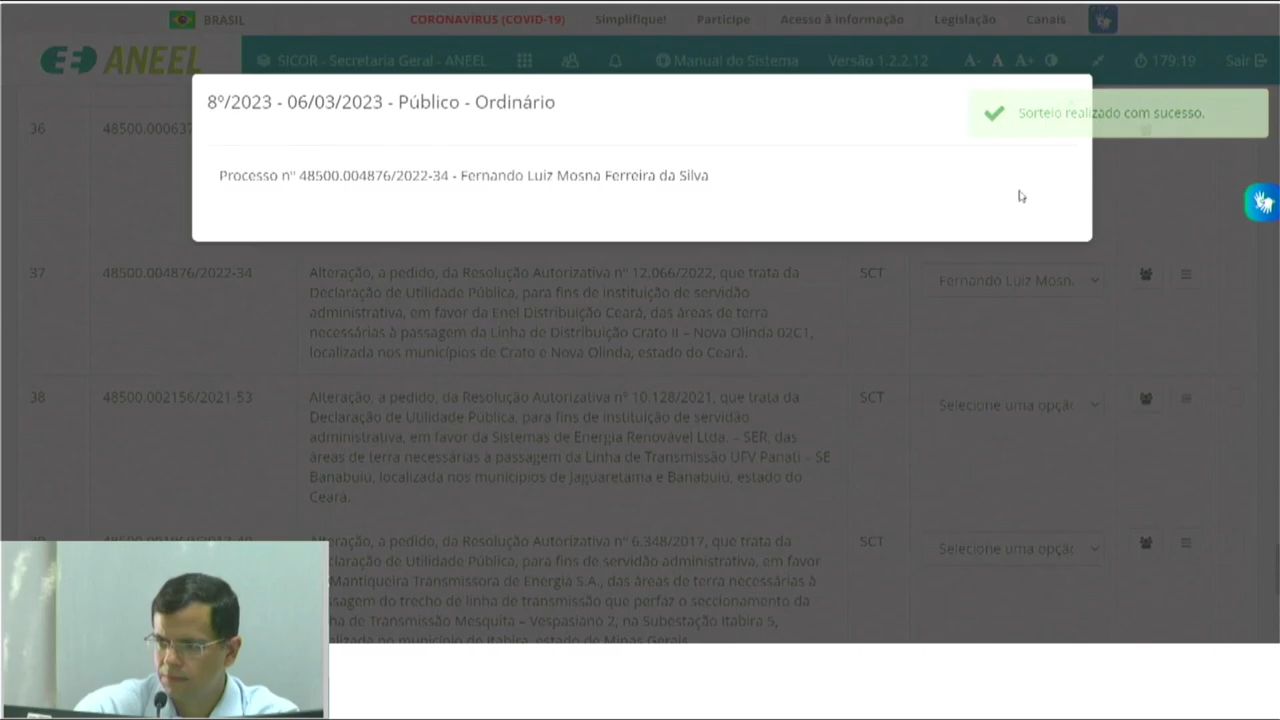 BRASIL
CORONAVÍRUS (COVID-19) Simplifique! Participe Acesso à informação Legislação Canais
ANEEL
SICOR - Secretaria Geral - ANEEL Manual do Sistema Versão 1.2.2.12 A- A A+ 179:19 Sair
8º/2023 - 06/03/2023 - Público - Ordinário
Sorteio realizado com sucesso.
36 48500.000637
Processo nº 48500.004876/2022-34 - Fernando Luiz Mosna Ferreira da Silva
37 48500.004876/2022-34 Alteração, a pedido, da Resolução Autorizativa nº 12.066/2022, que trata da SCT Fernando Luiz Mosn.
Declaração de Utilidade Pública, para fins de instituição de servidão
administrativa, em favor da Enel Distribuição Ceará, das áreas de terra
necessárias à passagem da Linha de Distribuição Crato II – Nova Olinda 02C1,
localizada nos municípios de Crato e Nova Olinda, estado do Ceará.
38 48500.002156/2021-53 Alteração, a pedido, da Resolução Autorizativa nº 10.128/2021, que trata da SCT Selecione uma opçã
Declaração de Utilidade Pública, para fins de instituição de servidão
administrativa, em favor da Sistemas de Energia Renovável Ltda. – SER, das
áreas de terra necessárias à passagem da Linha de Transmissão UFV Panati – SE
Banabuiú, localizada nos municípios de Jaguaretama e Banabuiú, estado do
Ceará.
Alteração, a pedido, da Resolução Autorizativa nº 6.348/2017, que trata da SCT Selecione uma opçã
laração de Utilidade Pública, para fins de servidão administrativa, em favor
Mantiqueira Transmissora de Energia S.A., das áreas de terra necessárias à
sagem do trecho de linha de transmissão que perfaz o seccionamento da
ha de Transmissão Mesquita – Vespasiano 2, na Subestação Itabira 5,
alizada no município de Itabira, estado de Minas Gerais.